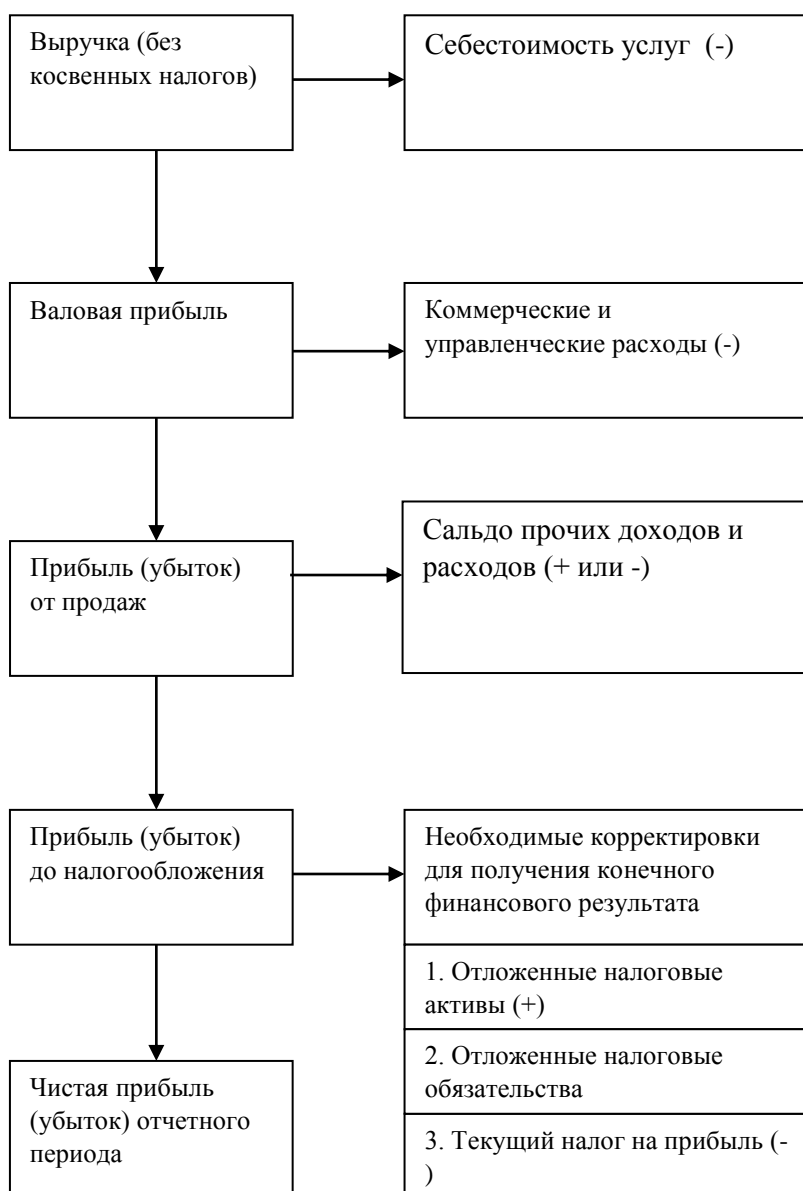 Выручка (без
косвенных налогов)
Себестоимость услуг (-)
Валовая прибыль
Коммерческие и
управленческие расходы (-)
Прибыль (убыток)
от продаж
Сальдо прочих доходов и
расходов (+ или -)
Прибыль (убыток)
до налогообложения
Необходимые корректировки
для получения конечного
финансового результата
1. Отложенные налоговые
активы (+)
2. Отложенные налоговые
обязательства
3. Текущий налог на прибыль (-
)
Чистая прибыль
(убыток) отчетного
периода